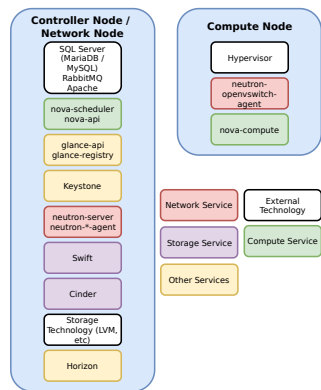 Controller Node /
Network Node
SQL Server
(MariaDB /
MySQL)
RabbitMQ
Apache
nova-scheduler
nova-api
glance-api
glance-registry
Keystone
neutron-server
neutron-*-agent
Swift
Cinder
Storage
Technology (LVM,
etc)
Horizon
Compute Node
Hypervisor
neutron-
openvswitch-
agent
nova-compute
Network Service
External
Technology
Storage Service
Compute Service
Other Services